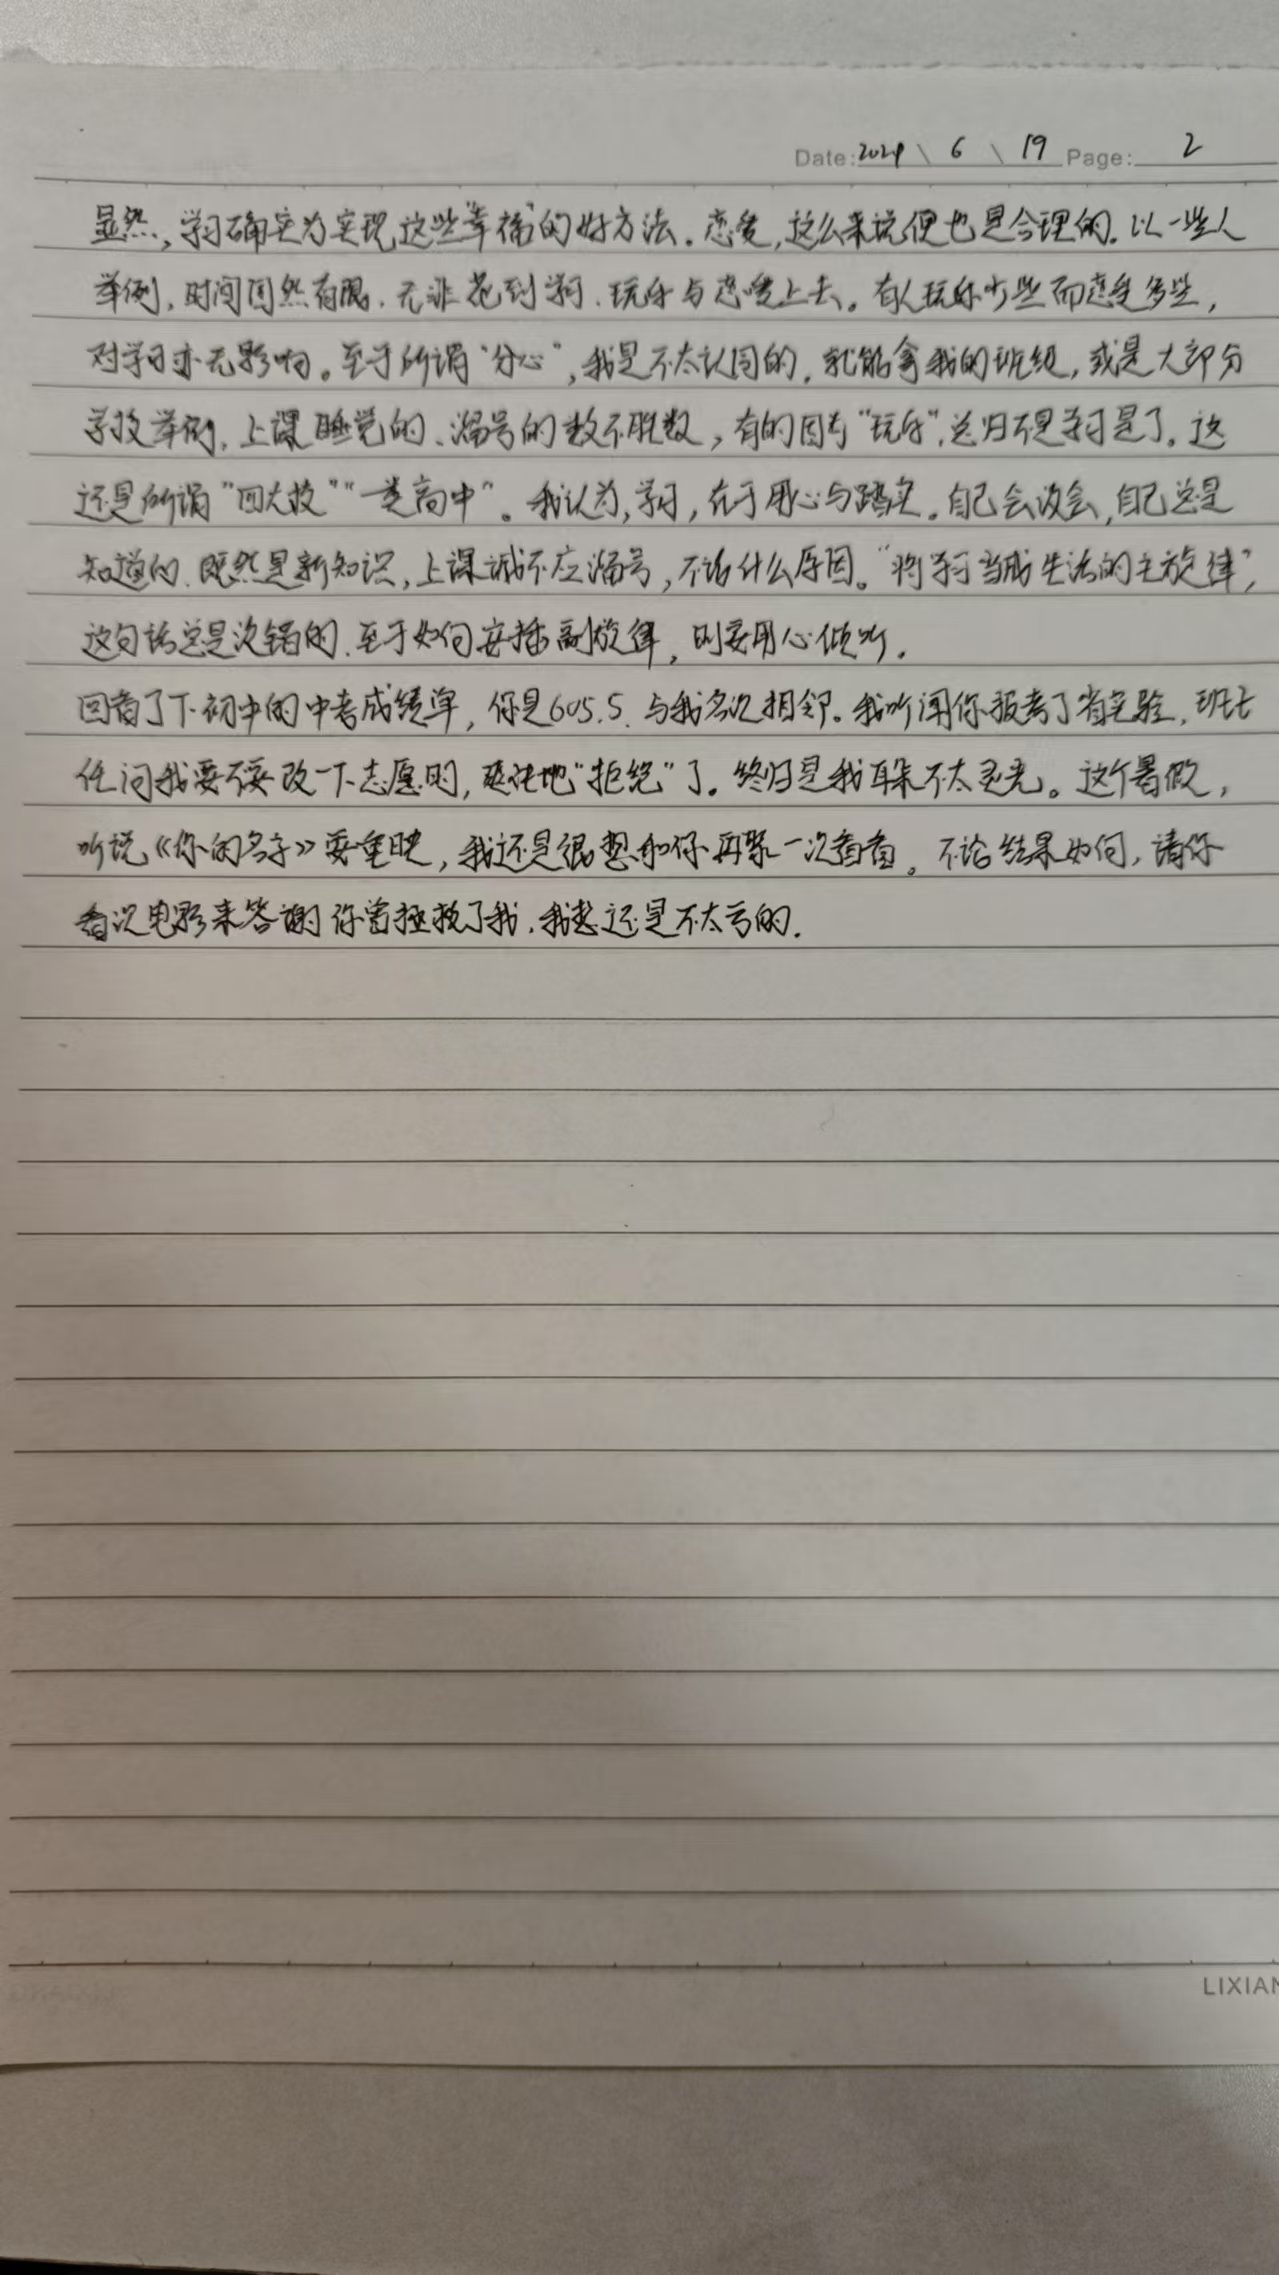 Date: 2024 \ 6 \ 19 Page: 2
显然，学习确实为实现这些“幸福”的好方法。恋爱，这么来说便也是合理的。以一些人
举例，时间固然有限，无非花到学习、玩乐与恋爱上去。有人玩乐少些而恋爱多些，
对学习亦无影响。至于所谓“分心”，我是不太认同的，就能拿我的班级，或是大部分
学校举例，上课睡觉的、溜号的数不胜数，有的因与“玩乐”，总归不是学习是了。这
还是所谓“四大校”“一类高中”。我认为，学习，在于用心与踏实。自己会没会，自己总是
知道的，既然是新知识，上课诚不应溜号，不论什么原因。“将学习当成生活的主旋律”，
这句话总是没错的，至于如何安排副旋律，则要用心倾听。
回看了下初中的中考成绩单，你是605.5，与我名次相邻。我听闻你报考了省实验，班主
任问我要不要改一下志愿时，死活地“拒绝”了。终归是我耳朵不太灵光。这个暑假，
听说《你的名字》要重映，我还是很想和你再聚一次看看。不论结果如何，请你
看次电影来答谢你曾拯救了我，我想还是不太亏的。
LIXIAN